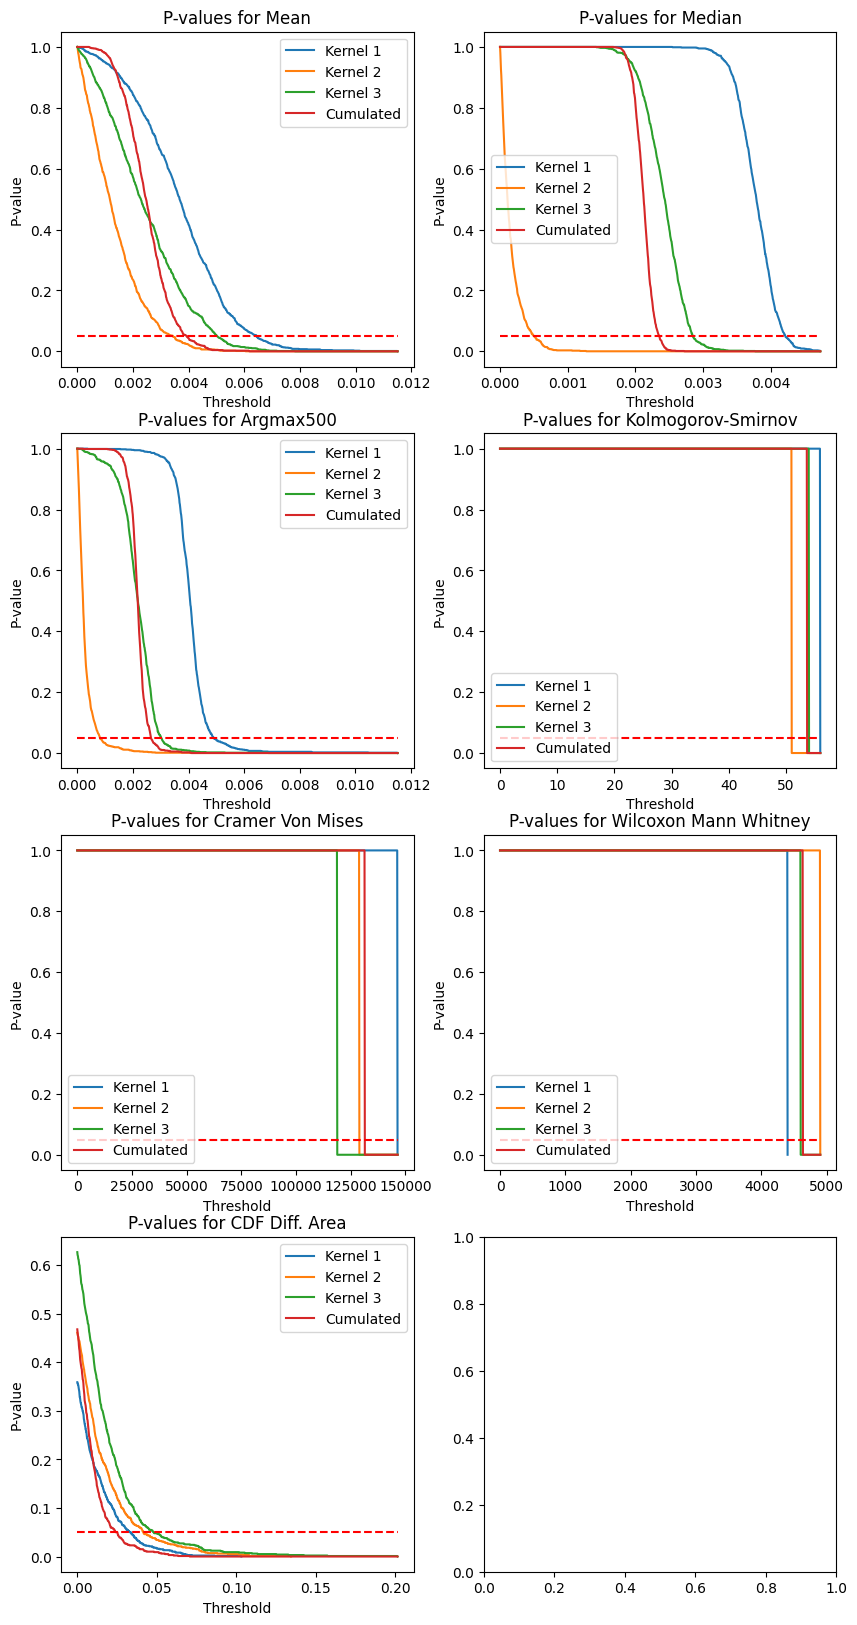 P-values for Mean
P-value
1.0
0.8
0.6
0.4
0.2
0.0
Kernel 1
Kernel 2
Kernel 3
Cumulated
0.000 0.002 0.004 0.006 0.008 0.010 0.012
Threshold
P-values for Median
P-value
1.0
0.8
0.6
0.4
0.2
0.0
Kernel 1
Kernel 2
Kernel 3
Cumulated
0.000 0.001 0.002 0.003 0.004
Threshold
P-values for Argmax500
P-value
1.0
0.8
0.6
0.4
0.2
0.0
Kernel 1
Kernel 2
Kernel 3
Cumulated
0.000 0.002 0.004 0.006 0.008 0.010 0.012
Threshold
P-values for Kolmogorov-Smirnov
P-value
1.0
0.8
0.6
0.4
0.2
0.0
Kernel 1
Kernel 2
Kernel 3
Cumulated
0 10 20 30 40 50
Threshold
P-values for Cramer Von Mises
P-value
1.0
0.8
0.6
0.4
0.2
0.0
Kernel 1
Kernel 2
Kernel 3
Cumulated
0 25000 50000 75000 100000 125000 150000
Threshold
P-values for Wilcoxon Mann Whitney
P-value
1.0
0.8
0.6
0.4
0.2
0.0
Kernel 1
Kernel 2
Kernel 3
Cumulated
0 1000 2000 3000 4000 5000
Threshold
P-values for CDF Diff. Area
P-value
0.6
0.5
0.4
0.3
0.2
0.1
0.0
Kernel 1
Kernel 2
Kernel 3
Cumulated
0.00 0.05 0.10 0.15 0.20
Threshold
1.0
0.8
0.6
0.4
0.2
0.0
0.0 0.2 0.4 0.6 0.8 1.0